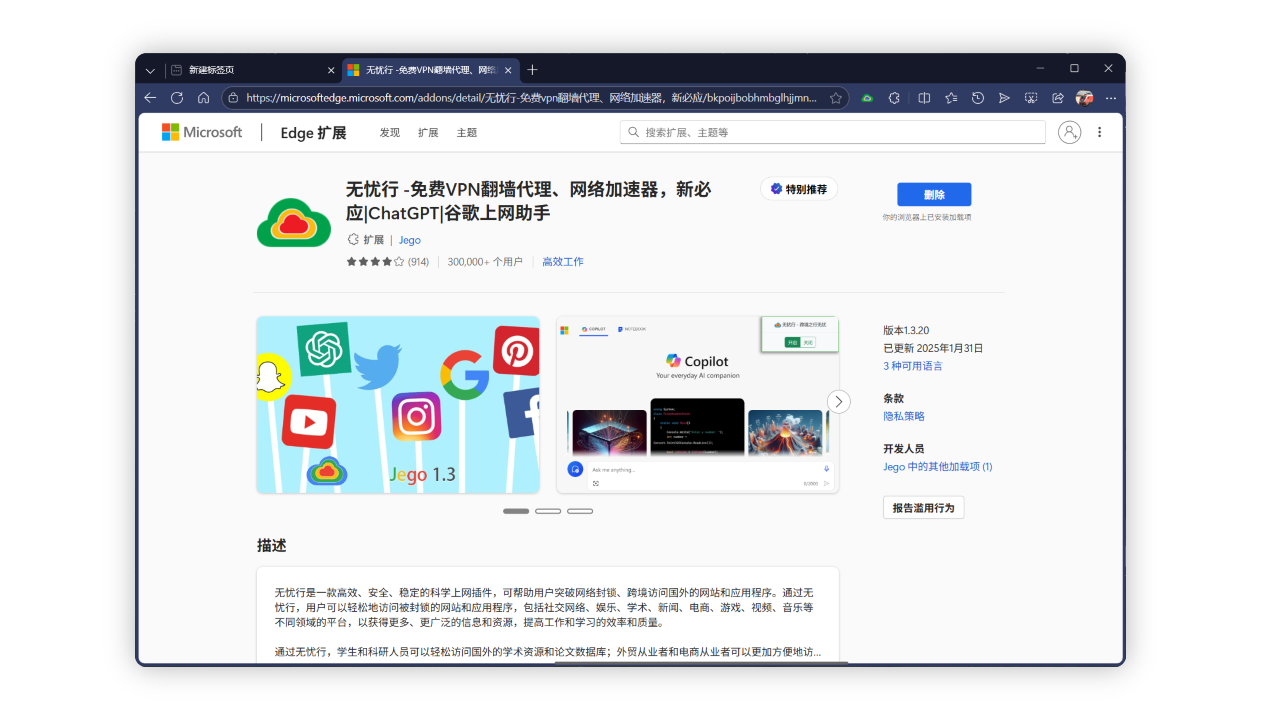 新建标签页
无忧行 -免费VPN翻墙代理、网络
https://microsoftedge.microsoft.com/addons/detail/无忧行-免费vpn翻墙代理、网络加速器，新必应/bkpoijbobhmbglhjjmn...
Microsoft
Edge 扩展
发现 扩展 主题
搜索扩展、主题等
无忧行 -免费VPN翻墙代理、网络加速器，新必
应|ChatGPT|谷歌上网助手
特别推荐
删除
你的浏览器上已安装加载项
扩展 | Jego
(914) 300,000+ 个用户 高效工作
Jego 1.3
COPILOT NOTEBOOK
开启 关闭
Copilot
Your everyday AI companion
Ask me anything...
版本1.3.20
已更新 2025年1月31日
3 种可用语言
条款
隐私策略
开发人员
Jego 中的其他加载项 (1)
报告滥用行为
描述
无忧行是一款高效、安全、稳定的科学上网插件，可帮助用户突破网络封锁、跨境访问国外的网站和应用程序。通过无
忧行，用户可以轻松地访问被封锁的网站和应用程序，包括社交网络、娱乐、学术、新闻、电商、游戏、视频、音乐等
不同领域的平台，以获得更多、更广泛的信息和资源，提高工作和学习的效率和质量。
通过无忧行，学生和科研人员可以轻松访问国外的学术资源和论文数据库；外贸从业者和电商从业者可以更加方便地访...